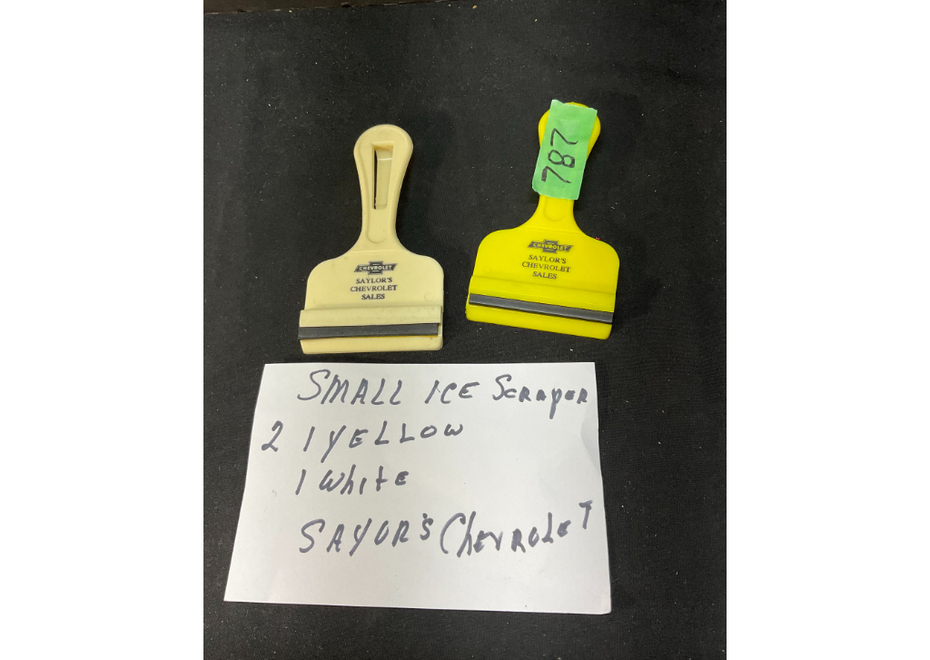 787
CHEVROLET
SAYLOR'S
CHEVROLET
SALES
CHEVROLET
SAYLOR'S
CHEVROLET
SALES
SMALL ICE Scraper
2 1 YELLOW
1 White
SAYOR'S ChevroleT